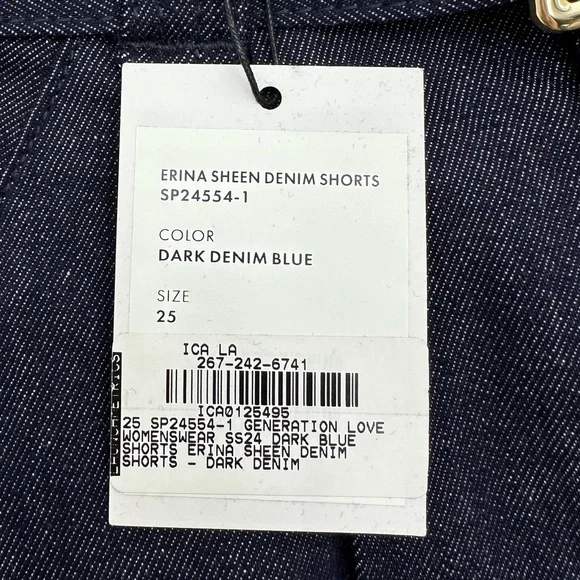 ERINA SHEEN DENIM SHORTS
SP24554-1
COLOR
DARK DENIM BLUE
SIZE
25
ICA LA
267-242-6741
ICA0125495
25 SP24554-1 GENERATION LOVE
WOMENSWEAR SS24 DARK BLUE
SHORTS ERINA SHEEN DENIM
SHORTS - DARK DENIM